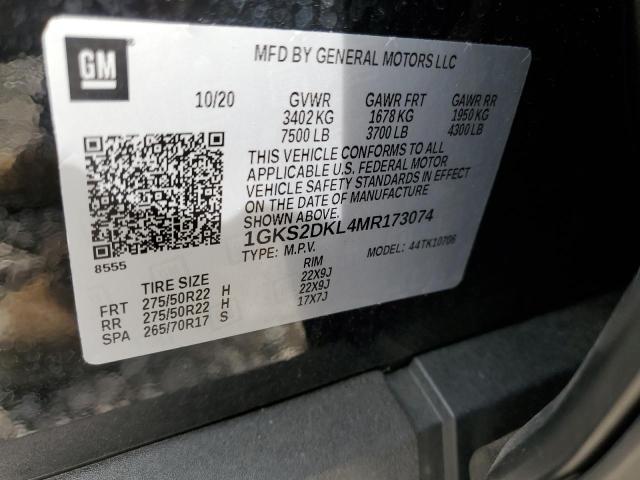 GM
MFD BY GENERAL MOTORS LLC
10/20 GVWR GAWR FRT GAWR RR
3402 KG 1678 KG 1950 KG
7500 LB 3700 LB 4300 LB
THIS VEHICLE CONFORMS TO ALL
APPLICABLE U.S. FEDERAL MOTOR
VEHICLE SAFETY STANDARDS IN EFFECT
ON THE DATE OF MANUFACTURE
SHOWN ABOVE.
1GKS2DKL4MR173074
8555 TYPE: M.P.V. MODEL: 44TK10706
TIRE SIZE RIM
FRT 275/50R22 H 22X9J
RR 275/50R22 H 22X9J
SPA 265/70R17 S 17X7J